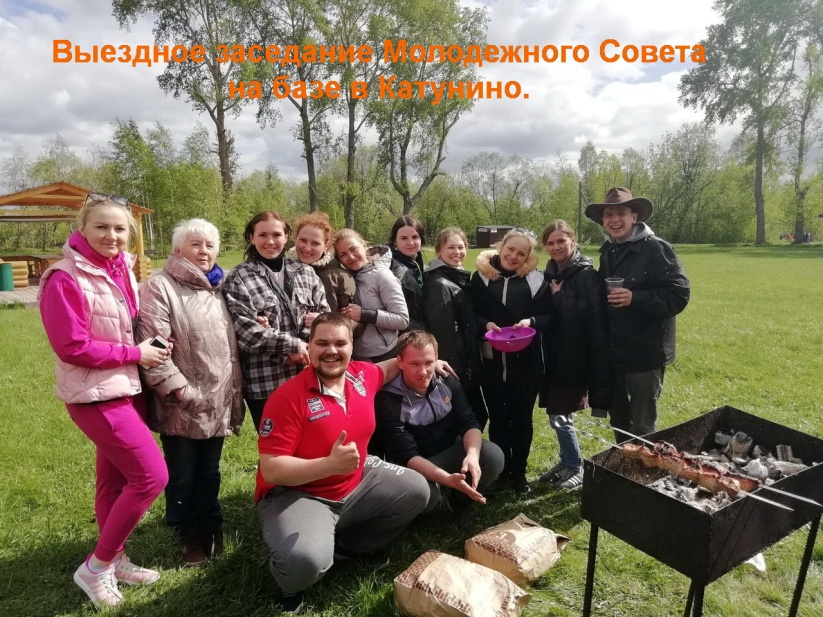 Выездное заседание Молодежного Совета
на базе в Катунино.